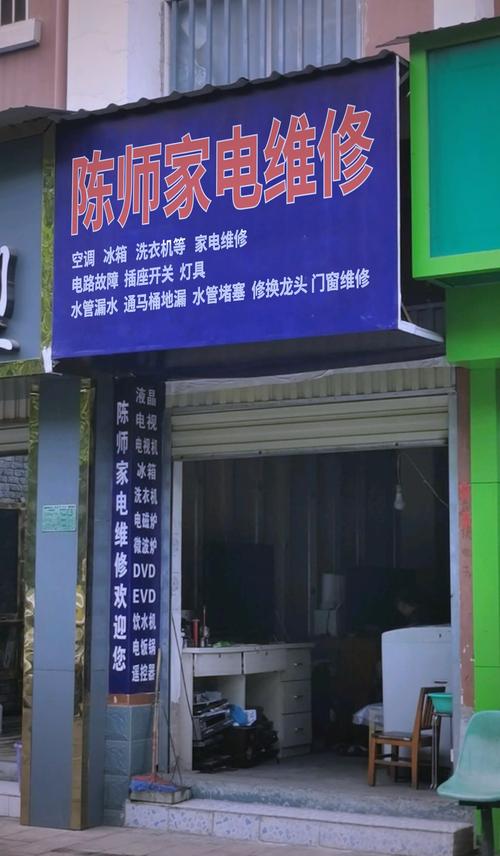 陈师家电维修
空调 冰箱 洗衣机等 家电维修
电路故障 插座开关 灯具
水管漏水 通马桶地漏 水管堵塞 修换龙头 门窗维修
陈师家电维修欢迎您
液晶
电视
电视机
冰箱
洗衣机
电磁炉
微波炉
DVD
EVD
饮水机
电饭锅
遥控器